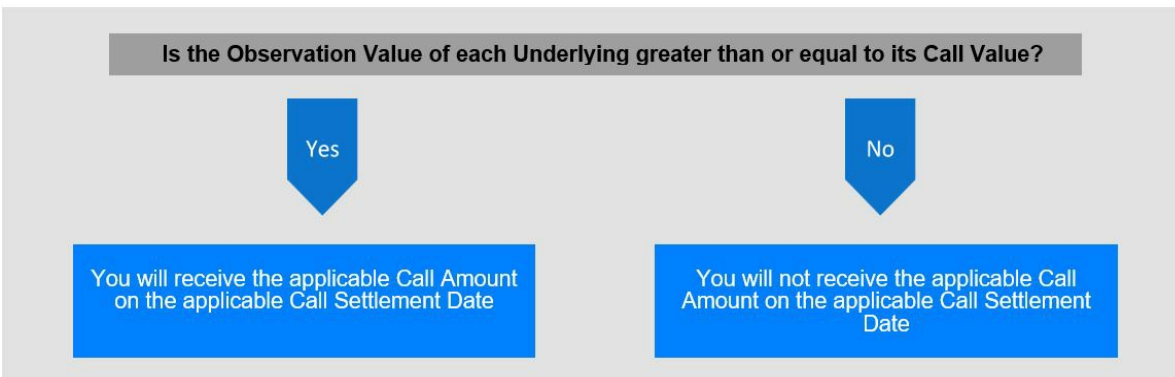 Is the Observation Value of each Underlying greater than or equal to its Call Value?
Yes
No
You will receive the applicable Call Amount
on the applicable Call Settlement Date
You will not receive the applicable Call
Amount on the applicable Call Settlement
Date